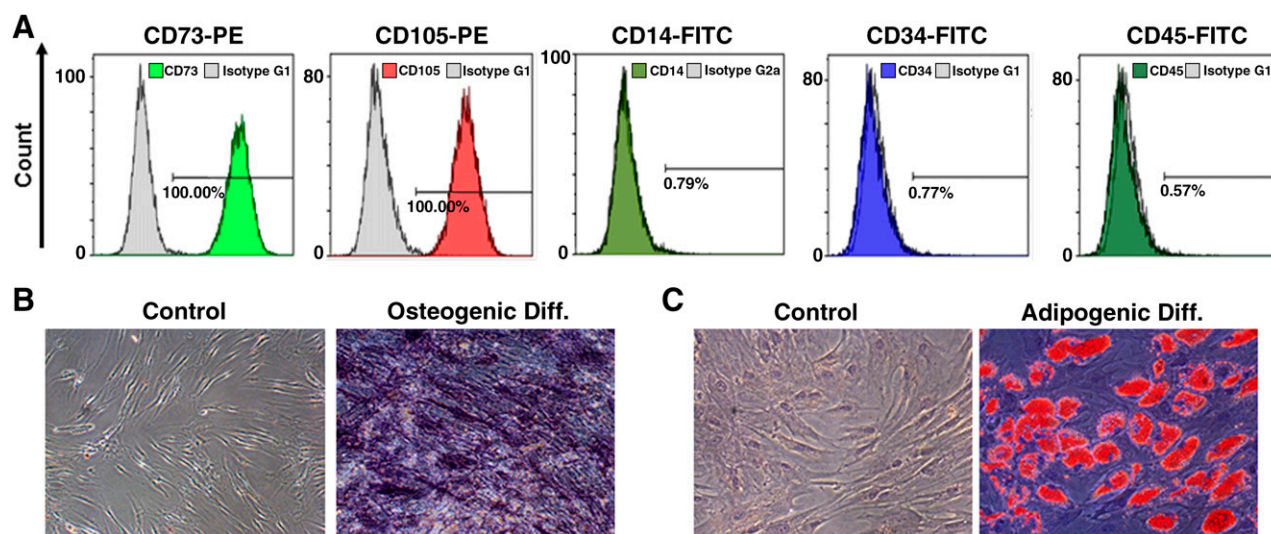 A
CD73-PE
CD105-PE
CD14-FITC
CD34-FITC
CD45-FITC
Count
100
0
CD73 Isotype G1
100.00%
80
0
CD105 Isotype G1
100.00%
100
0
CD14 Isotype G2a
0.79%
80
0
CD34 Isotype G1
0.77%
80
0
CD45 Isotype G1
0.57%
B
Control
Osteogenic Diff.
C
Control
Adipogenic Diff.